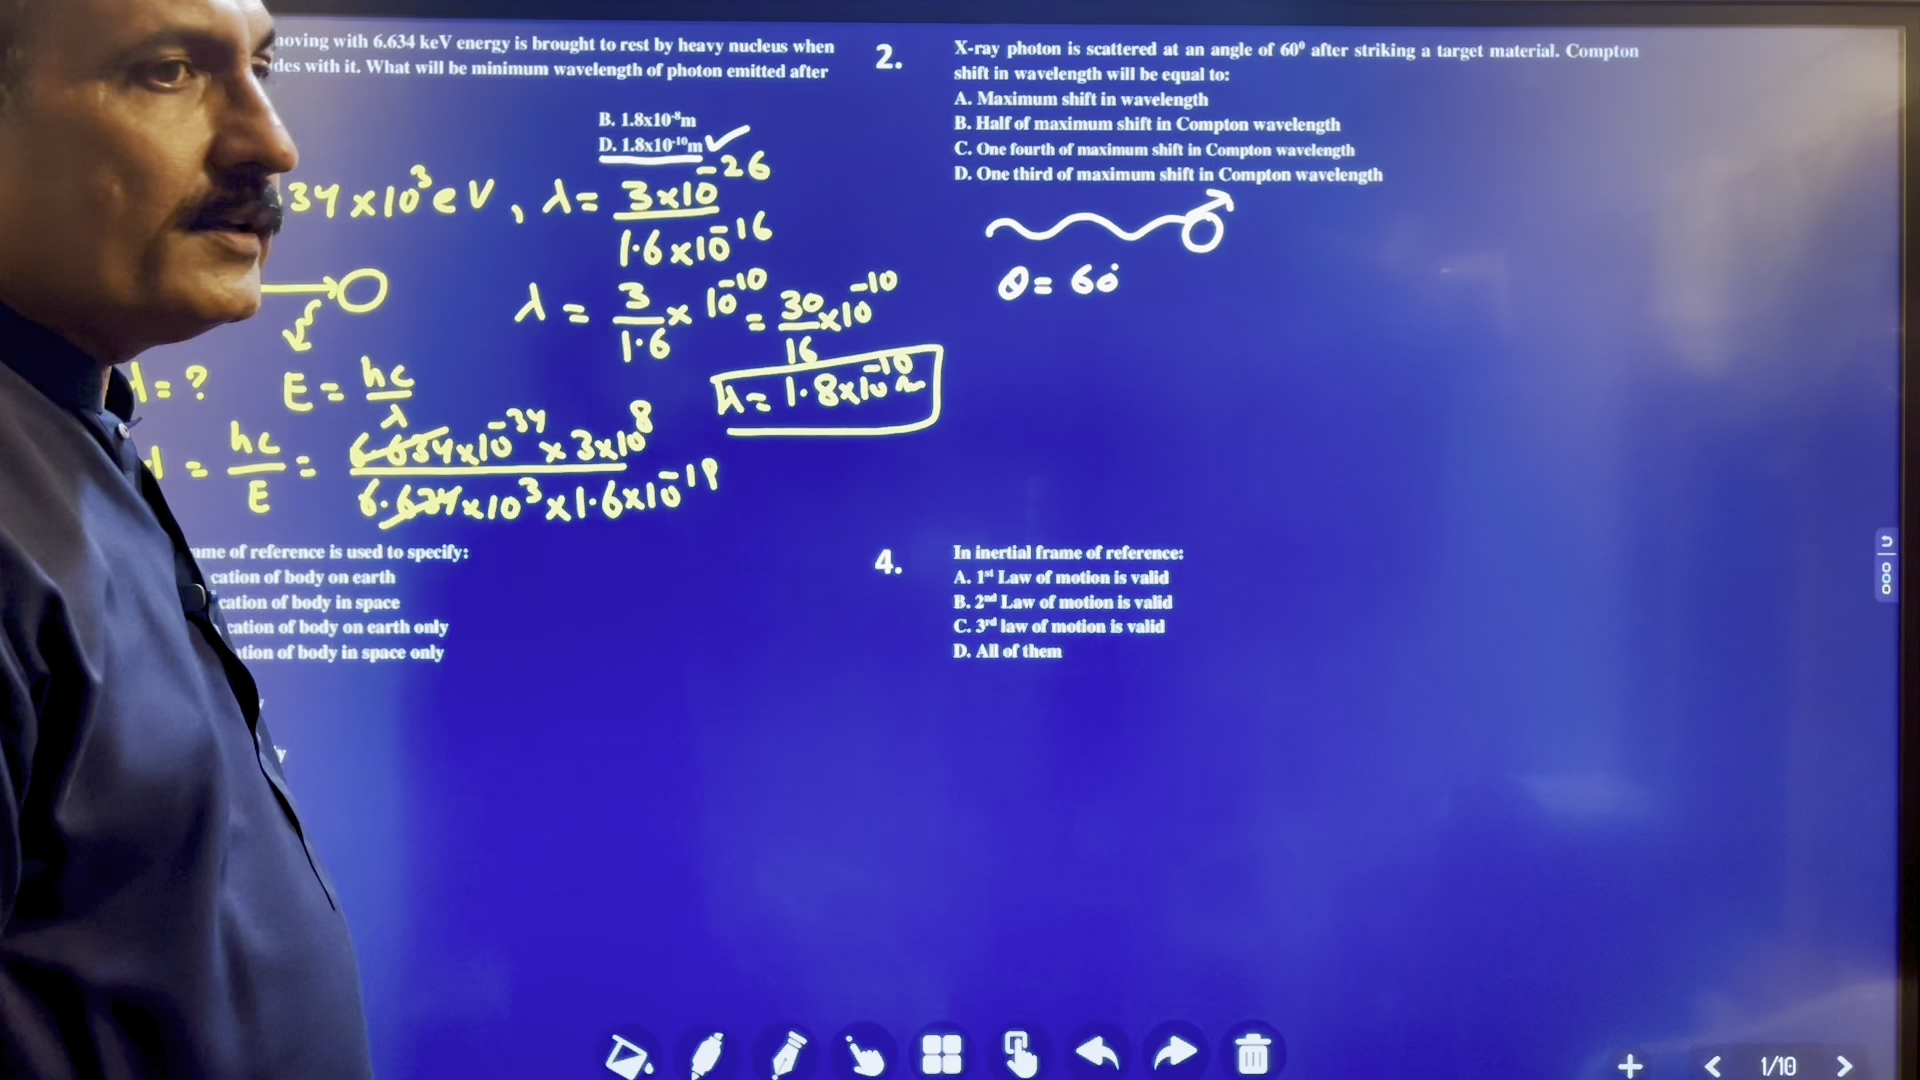 moving with 6.634 keV energy is brought to rest by heavy nucleus when
des with it. What will be minimum wavelength of photon emitted after
B. 1.8x10⁻⁸m
D. 1.8x10⁻¹⁰m ✓
34 x10³ eV, λ = 3x10⁻²⁶
1.6x10⁻¹⁶
λ = 3/1.6 x 10⁻¹⁰ = 30/16 x10⁻¹⁰
λ = 1.8x10⁻¹⁰m
λ = ? E = hc/λ
λ = hc/E = 6.634x10⁻³⁴ x 3x10⁸
6.634x10³x1.6x10⁻¹⁹
2.
X-ray photon is scattered at an angle of 60⁰ after striking a target material. Compton
shift in wavelength will be equal to:
A. Maximum shift in wavelength
B. Half of maximum shift in Compton wavelength
C. One fourth of maximum shift in Compton wavelength
D. One third of maximum shift in Compton wavelength
θ = 60°
ame of reference is used to specify:
cation of body on earth
cation of body in space
cation of body on earth only
tion of body in space only
4.
In inertial frame of reference:
A. 1ˢᵗ Law of motion is valid
B. 2ⁿᵈ Law of motion is valid
C. 3ʳᵈ law of motion is valid
D. All of them
1/10